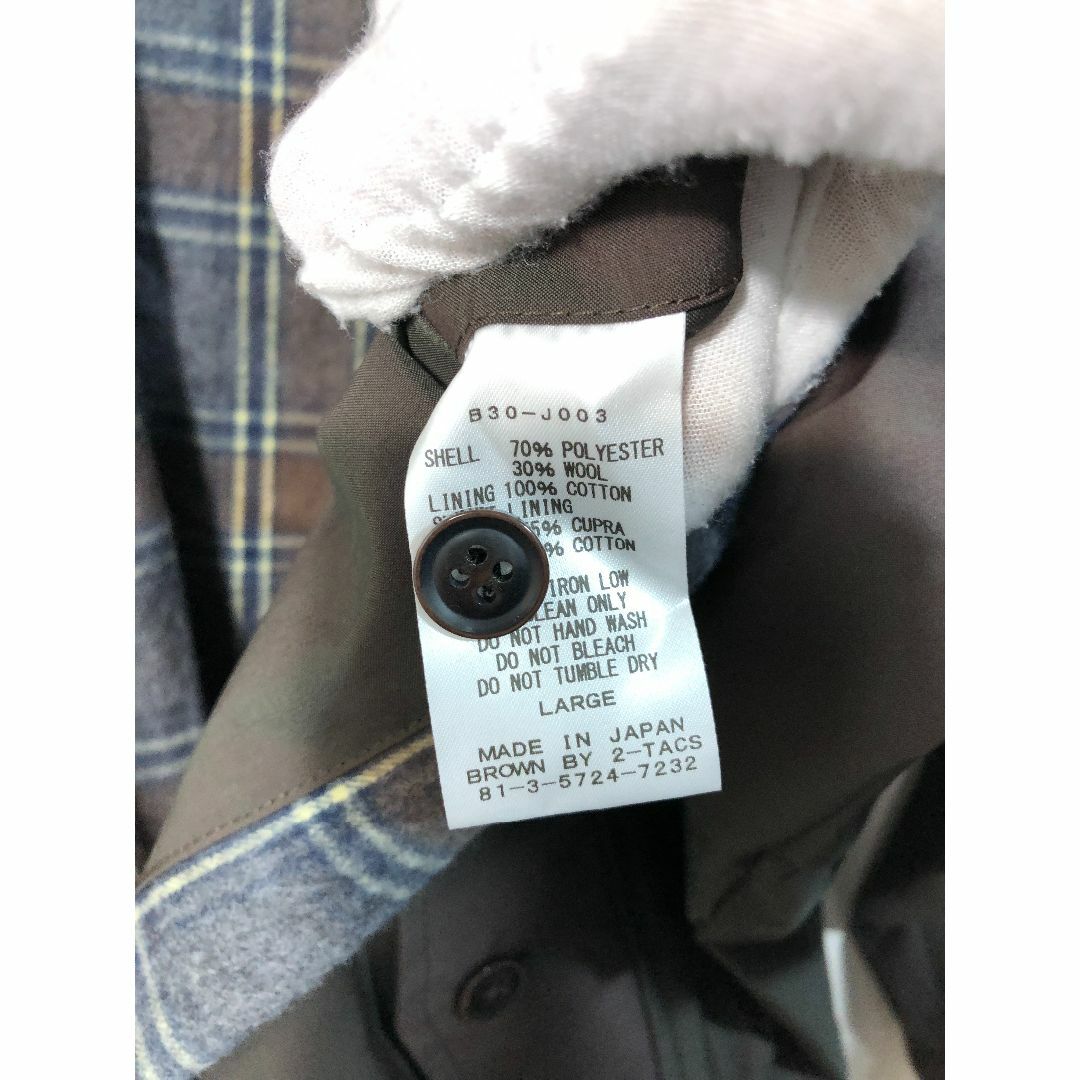 B30-J003
SHELL 70% POLYESTER
30% WOOL
LINING 100% COTTON
LINING
5% CUPRA
% COTTON
IRON LOW
CLEAN ONLY
DO NOT HAND WASH
DO NOT BLEACH
DO NOT TUMBLE DRY
LARGE
MADE IN JAPAN
BROWN BY 2-TACS
81-3-5724-7232